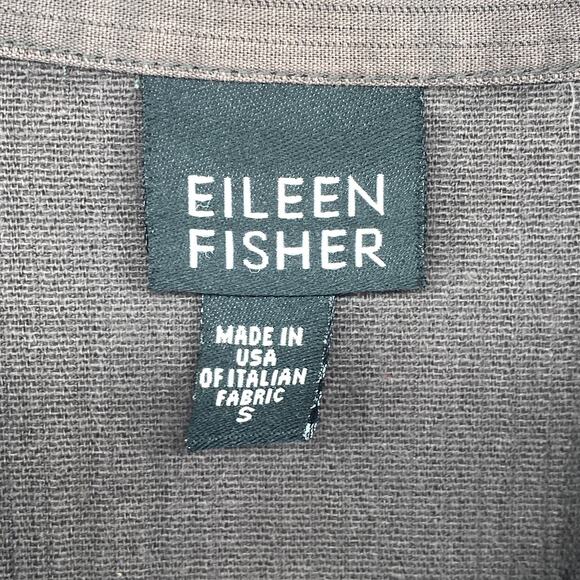 EILEEN
FISHER
MADE IN
USA
OF ITALIAN
FABRIC
S